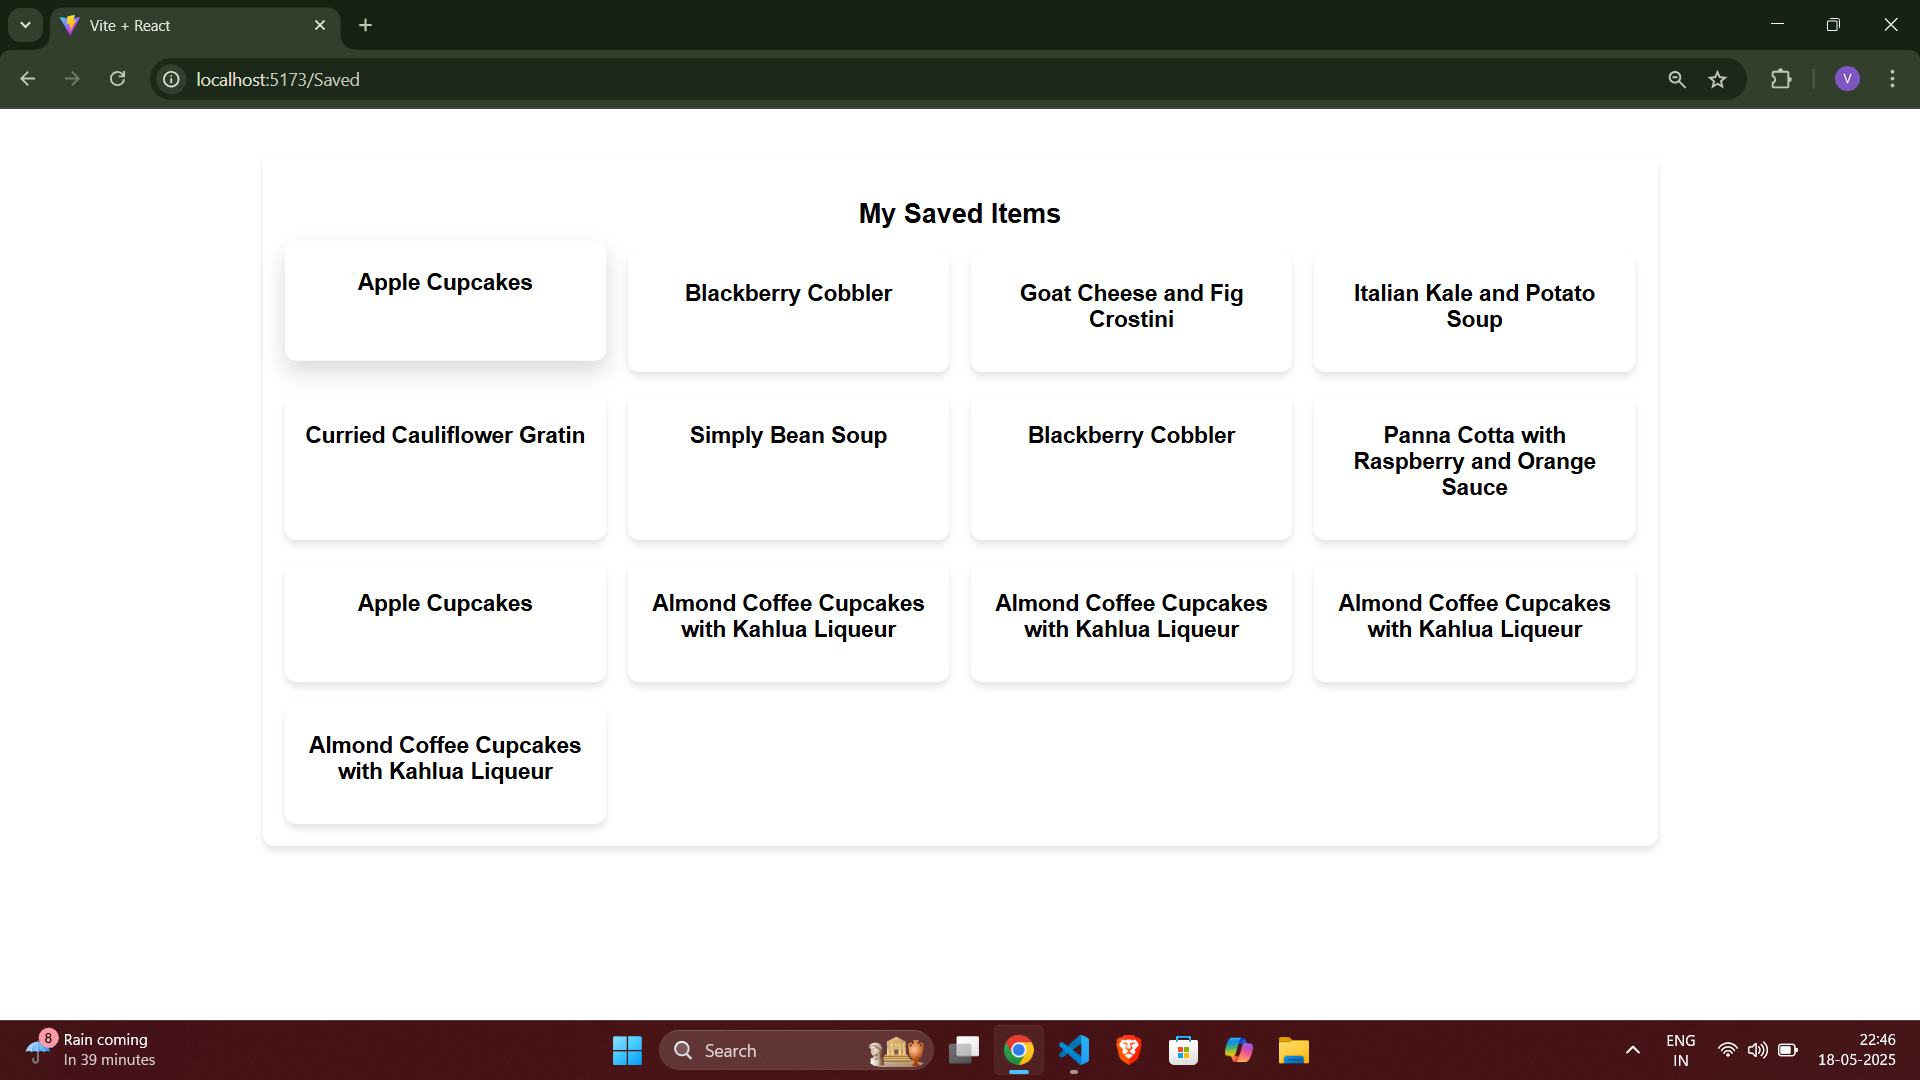 Vite + React
localhost:5173/Saved
V
My Saved Items
Apple Cupcakes
Blackberry Cobbler
Goat Cheese and Fig
Crostini
Italian Kale and Potato
Soup
Curried Cauliflower Gratin
Simply Bean Soup
Blackberry Cobbler
Panna Cotta with
Raspberry and Orange
Sauce
Apple Cupcakes
Almond Coffee Cupcakes
with Kahlua Liqueur
Almond Coffee Cupcakes
with Kahlua Liqueur
Almond Coffee Cupcakes
with Kahlua Liqueur
Almond Coffee Cupcakes
with Kahlua Liqueur
8
Rain coming
In 39 minutes
Search
ENG
IN
22:46
18-05-2025